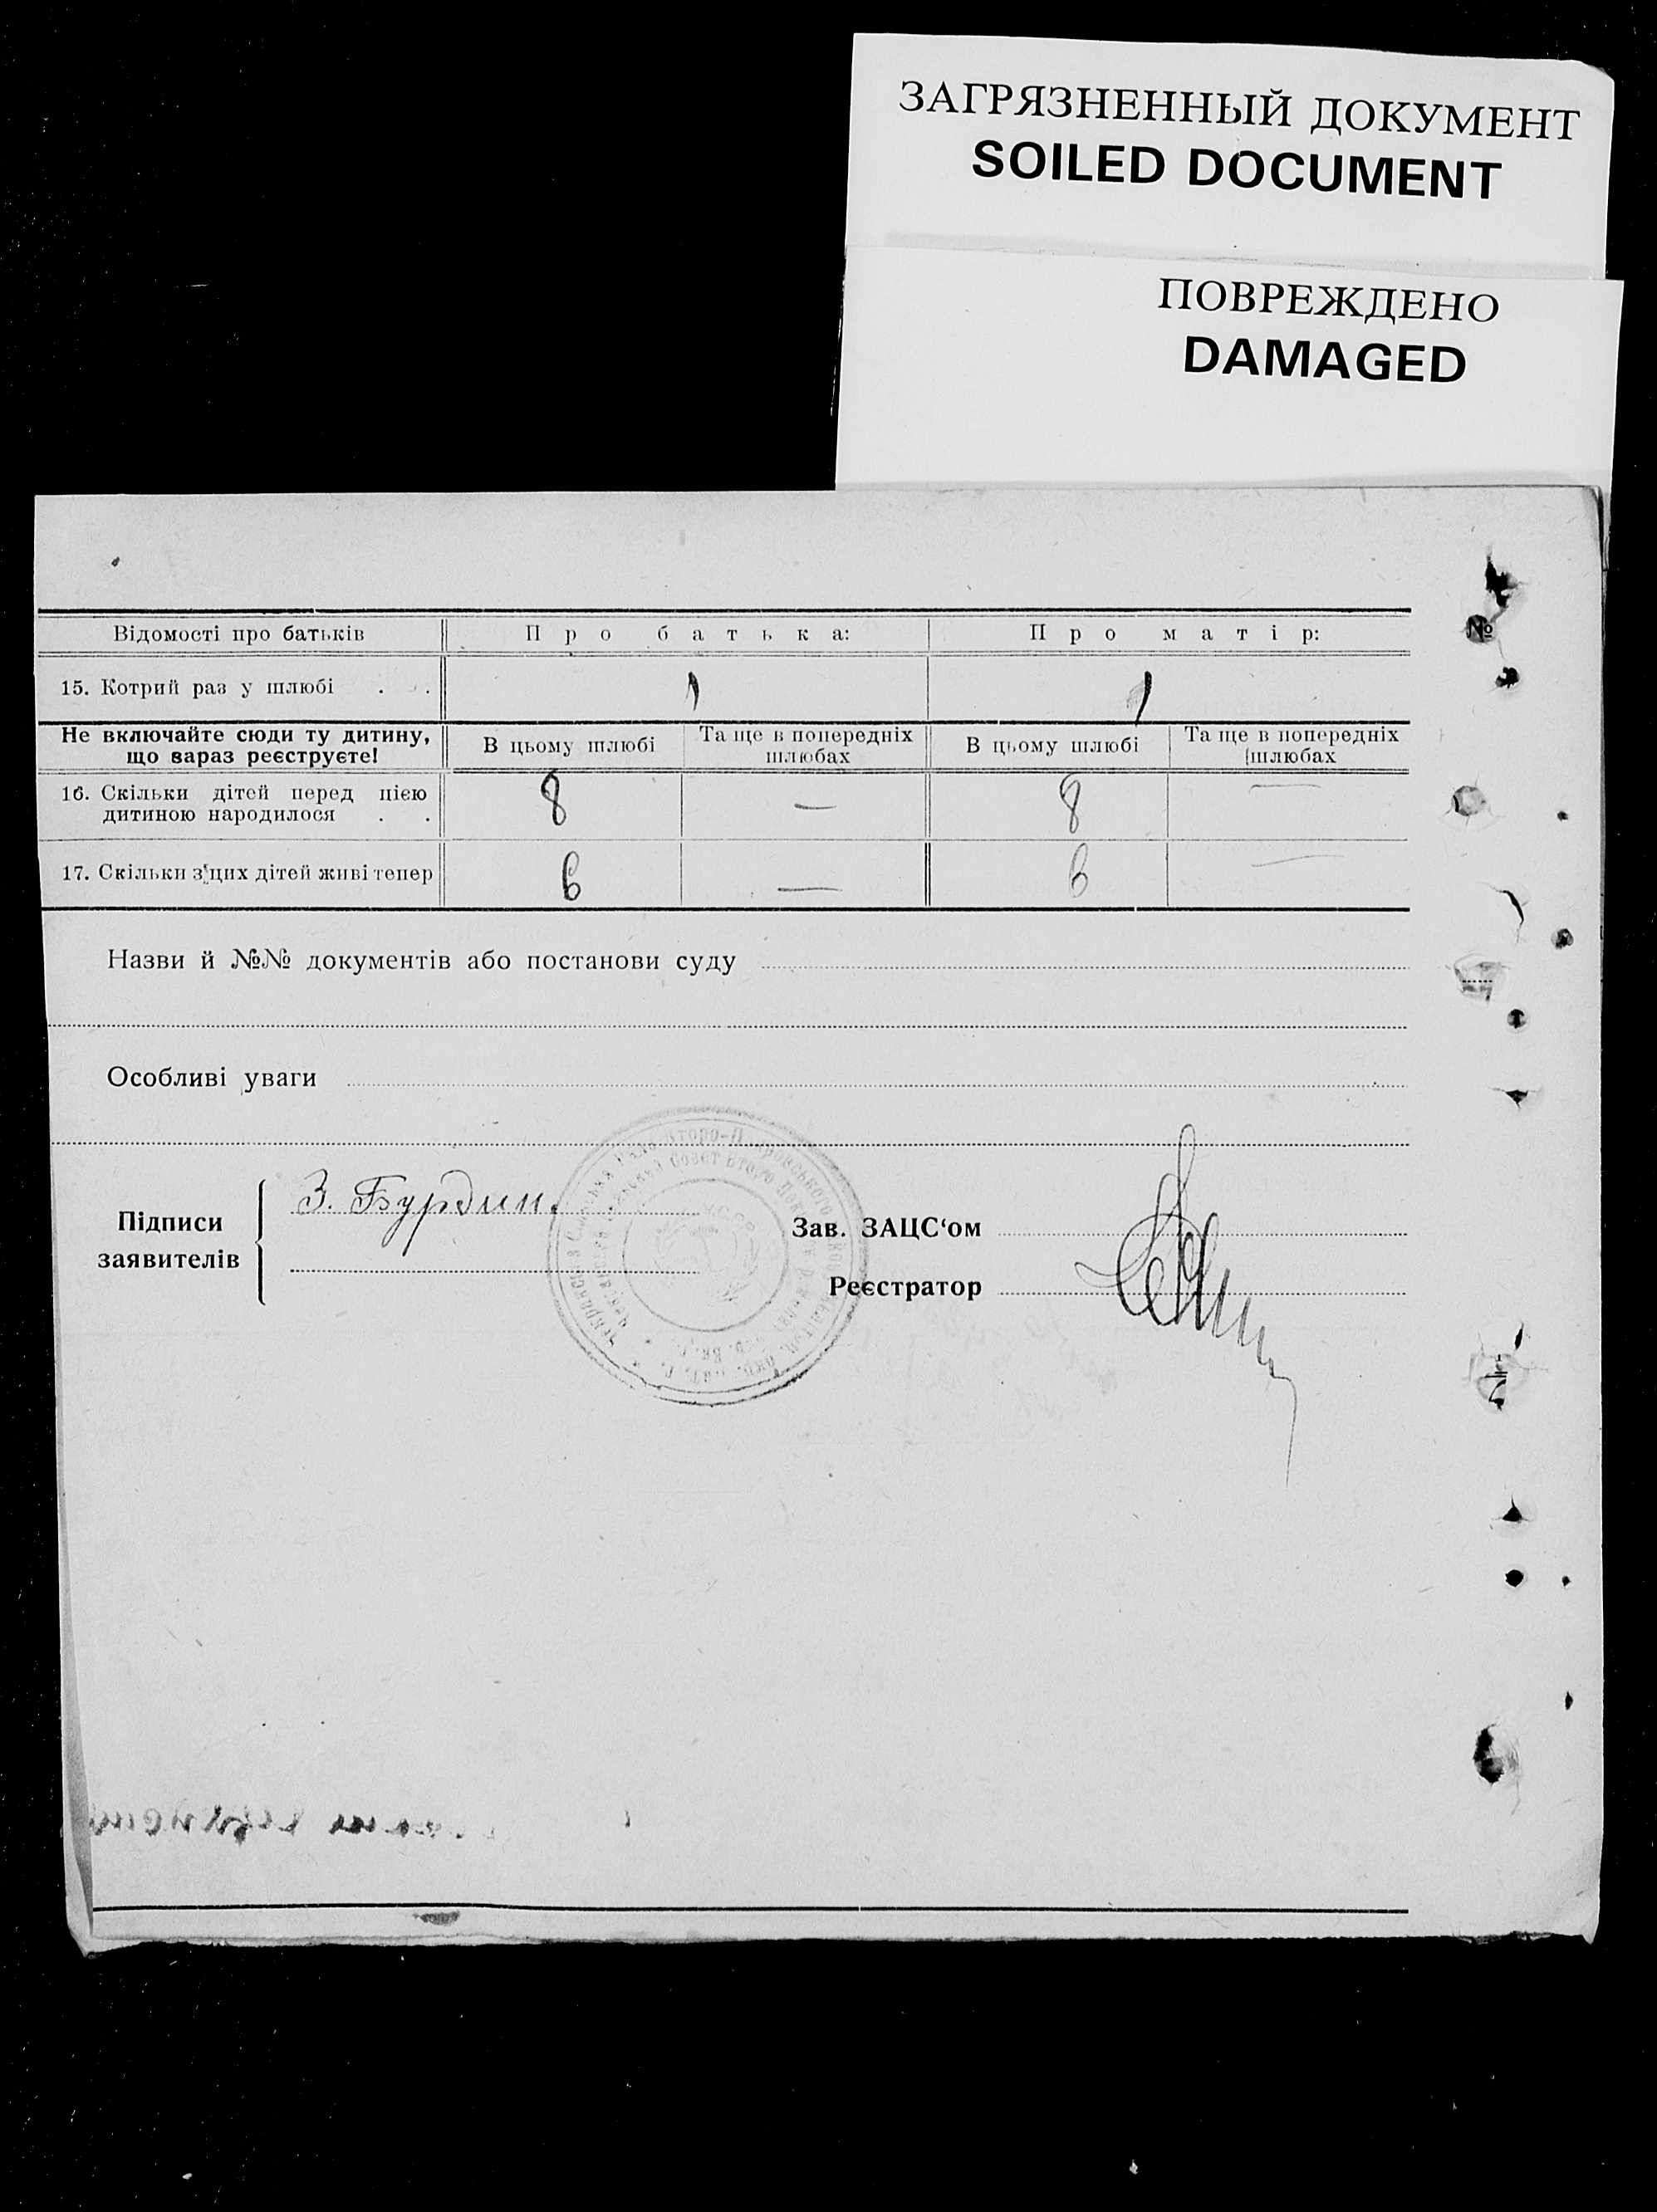 ЗАГРЯЗНЕННЫЙ ДОКУМЕНТ
SOILED DOCUMENT
ПОВРЕЖДЕНО
DAMAGED
Відомості про батьків Про батька: Про матір: №
15. Котрий раз у шлюбі . . 1 1
Не включайте сюди ту дитину, що вараз реєструєте! В цьому шлюбі Та ще в попередніх шлюбах В цьому шлюбі Та ще в попередніх шлюбах
16. Скільки дітей перед цією дитиною народилося . . 8 — 8 —
17. Скільки з цих дітей живі тепер 6 — 6 —
Назви й №№ документів або постанови суду
Особливі уваги
Підписи заявителів
З. Бурдин.
Зав. ЗАЦС‘ом
Реєстратор